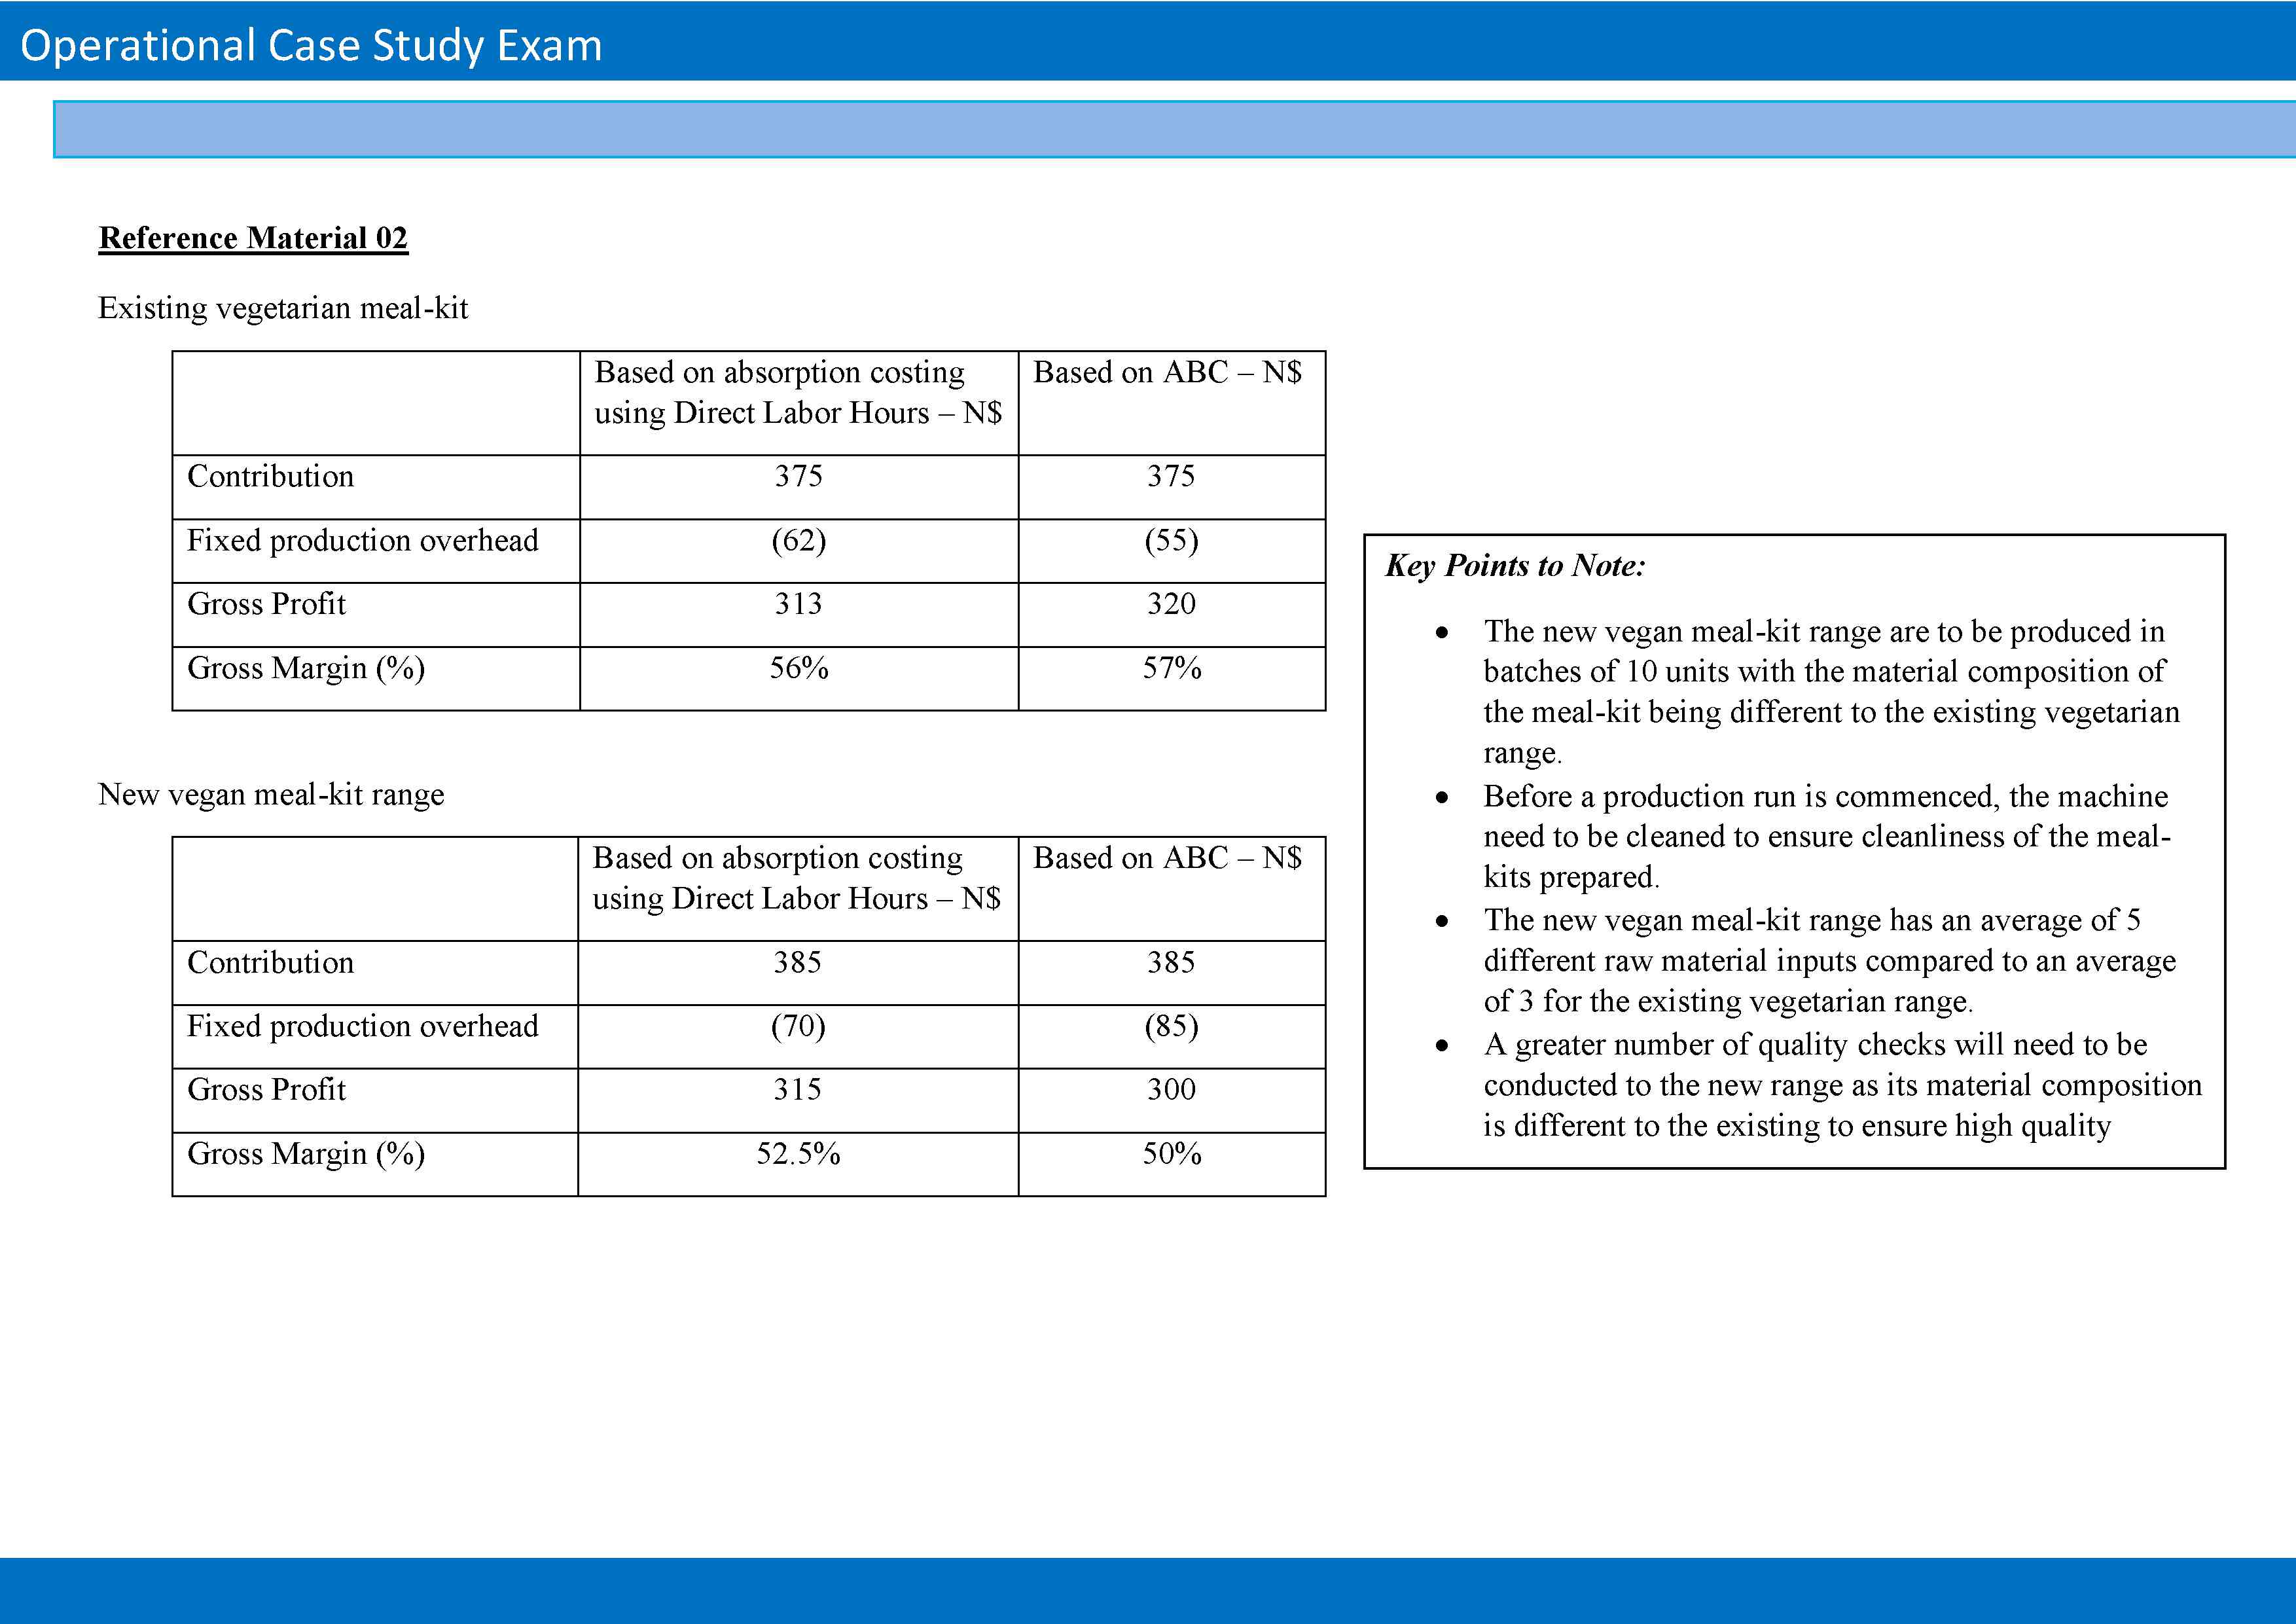 Operational Case Study Exam
Reference Material 02
Existing vegetarian meal-kit
Based on absorption costing
using Direct Labor Hours – N$
Based on ABC – N$
Contribution 375 375
Fixed production overhead (62) (55)
Gross Profit 313 320
Gross Margin (%) 56% 57%
New vegan meal-kit range
Based on absorption costing
using Direct Labor Hours – N$
Based on ABC – N$
Contribution 385 385
Fixed production overhead (70) (85)
Gross Profit 315 300
Gross Margin (%) 52.5% 50%
Key Points to Note:
• The new vegan meal-kit range are to be produced in
batches of 10 units with the material composition of
the meal-kit being different to the existing vegetarian
range.
• Before a production run is commenced, the machine
need to be cleaned to ensure cleanliness of the meal-
kits prepared.
• The new vegan meal-kit range has an average of 5
different raw material inputs compared to an average
of 3 for the existing vegetarian range.
• A greater number of quality checks will need to be
conducted to the new range as its material composition
is different to the existing to ensure high quality